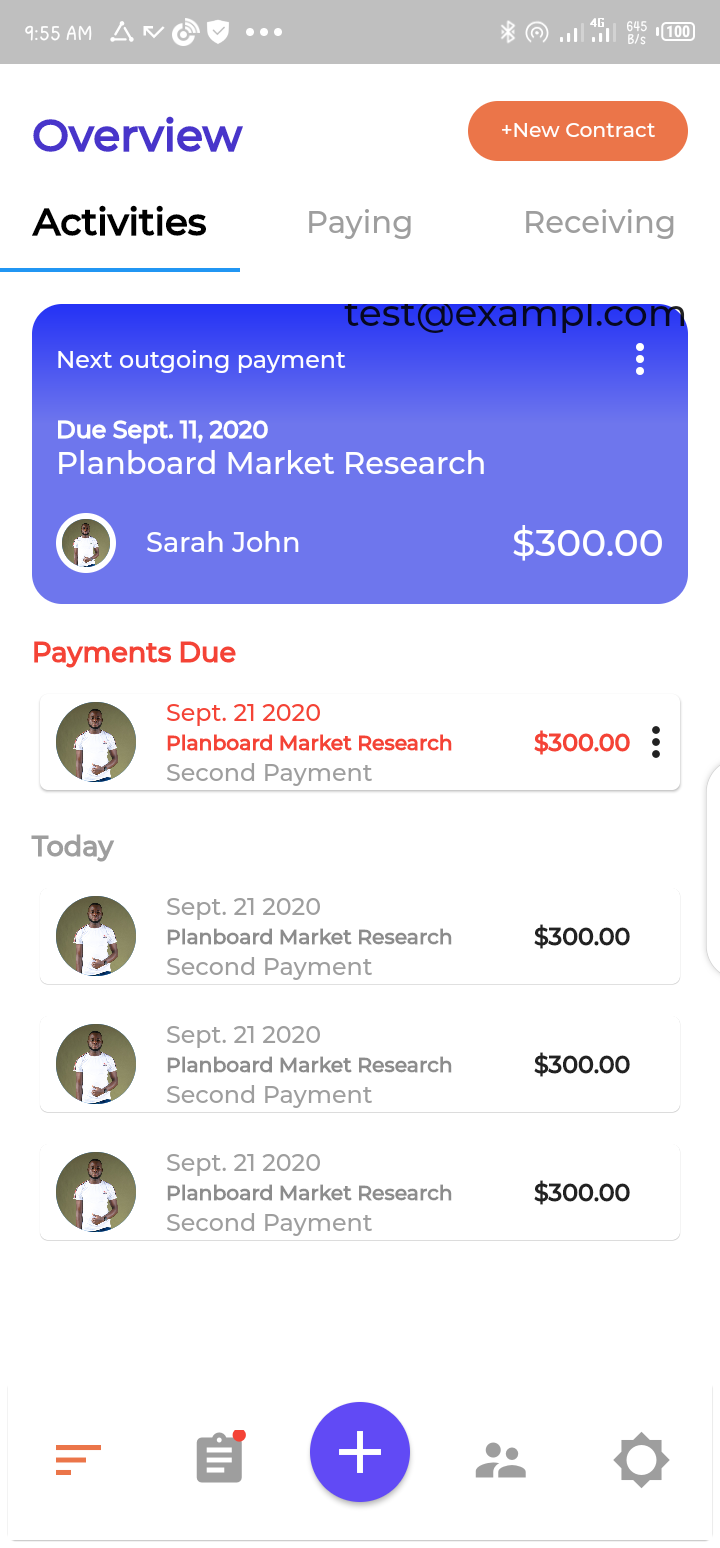 9:55 AM
4G
645
B/s
100
Overview
+New Contract
Activities
Paying
Receiving
test@exampl.com
Next outgoing payment
Due Sept. 11, 2020
Planboard Market Research
Sarah John
$300.00
Payments Due
Sept. 21 2020
Planboard Market Research
$300.00
Second Payment
Today
Sept. 21 2020
Planboard Market Research
$300.00
Second Payment
Sept. 21 2020
Planboard Market Research
$300.00
Second Payment
Sept. 21 2020
Planboard Market Research
$300.00
Second Payment